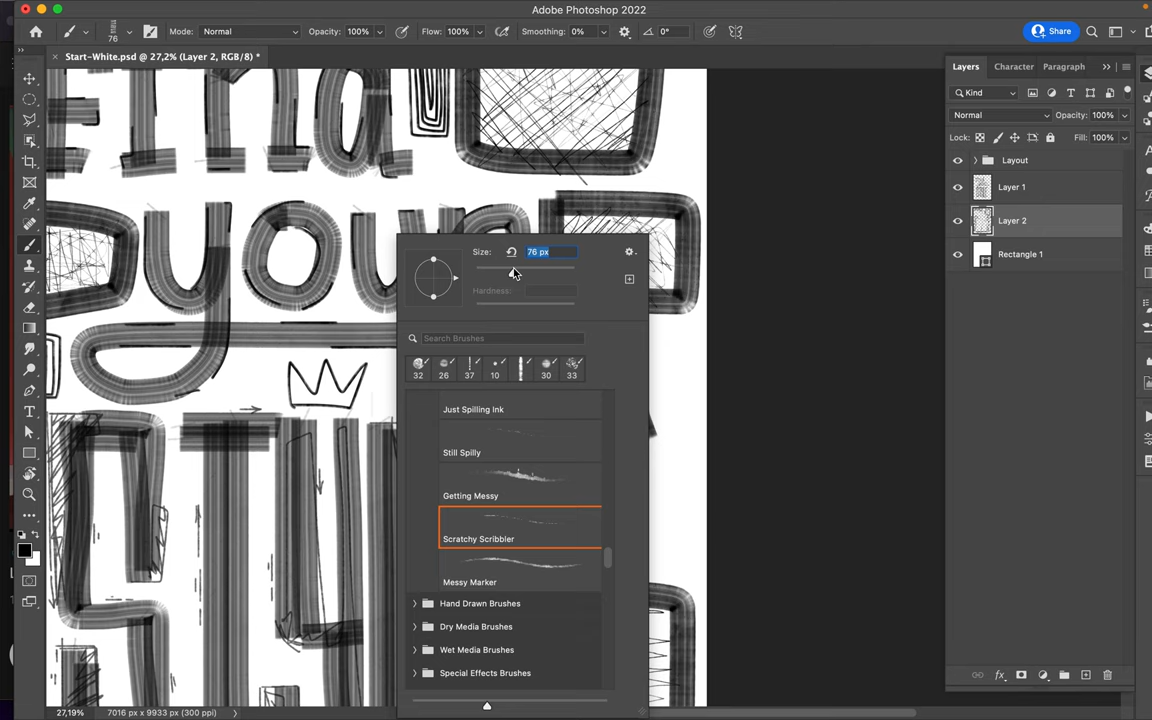 Adobe Photoshop 2022
76
Mode: Normal Opacity: 100% Flow: 100% Smoothing: 0% 0° Share
Start-White.psd @ 27,2% (Layer 2, RGB/8) *
Layers Character Paragraph
Kind
Normal Opacity: 100%
Lock: Fill: 100%
Layout
Layer 1
Layer 2
Rectangle 1
Find
your
Size: 76 px
Hardness:
Search Brushes
32 26 37 10 30 33
Just Spilling Ink
Still Spilly
Getting Messy
Scratchy Scribbler
Messy Marker
Hand Drawn Brushes
Dry Media Brushes
Wet Media Brushes
Special Effects Brushes
27,19% 7016 px x 9933 px (300 ppi)